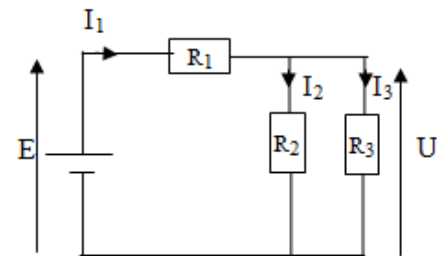 I₁
R₁
I₂ I₃
E R₂ R₃ U